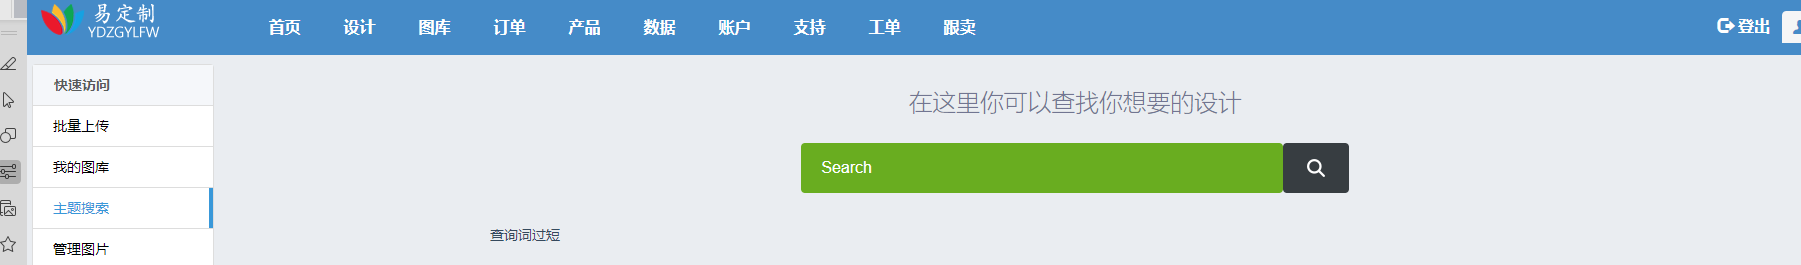 易定制
YDZGYLFW
首页 设计 图库 订单 产品 数据 账户 支持 工单 跟卖
登出
快速访问
批量上传
我的图库
主题搜索
管理图片
在这里你可以查找你想要的设计
Search
查询词过短